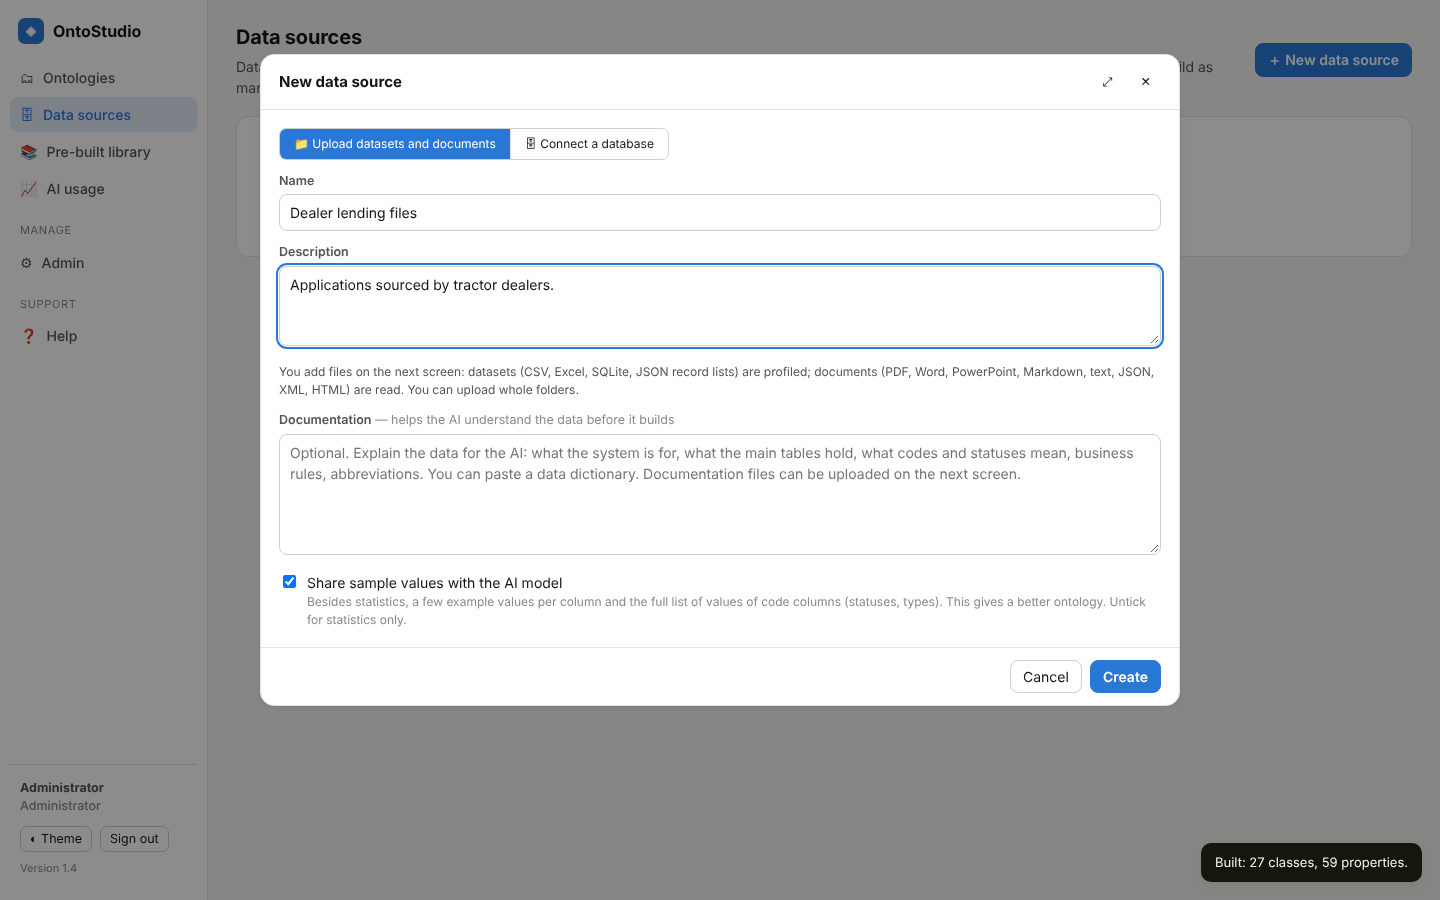 OntoStudio
Ontologies
Data sources
Pre-built library
AI usage
MANAGE
Admin
SUPPORT
Help
Administrator
Administrator
Theme
Sign out
Version 1.4
Data sources
+ New data source
New data source
Upload datasets and documents
Connect a database
Name
Dealer lending files
Description
Applications sourced by tractor dealers.
You add files on the next screen: datasets (CSV, Excel, SQLite, JSON record lists) are profiled; documents (PDF, Word, PowerPoint, Markdown, text, JSON,
XML, HTML) are read. You can upload whole folders.
Documentation — helps the AI understand the data before it builds
Optional. Explain the data for the AI: what the system is for, what the main tables hold, what codes and statuses mean, business
rules, abbreviations. You can paste a data dictionary. Documentation files can be uploaded on the next screen.
Share sample values with the AI model
Besides statistics, a few example values per column and the full list of values of code columns (statuses, types). This gives a better ontology. Untick
for statistics only.
Cancel
Create
Built: 27 classes, 59 properties.